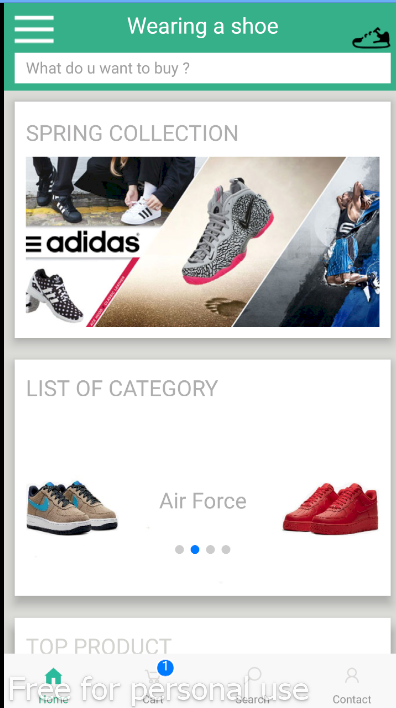 Wearing a shoe
What do u want to buy ?
SPRING COLLECTION
adidas
LIST OF CATEGORY
Air Force
TOP PRODUCT
1
Home
Cart
Search
Contact
Free for personal use